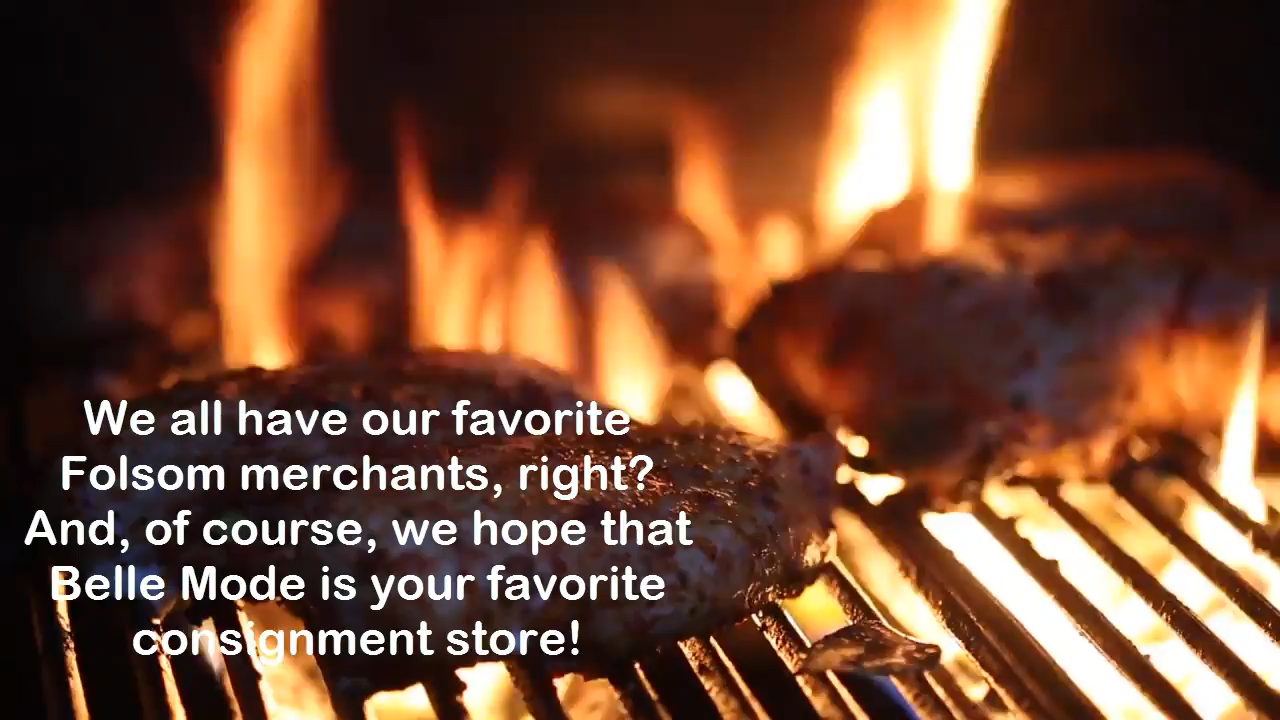 We all have our favorite
Folsom merchants, right?
And, of course, we hope that
Belle Mode is your favorite
consignment store!